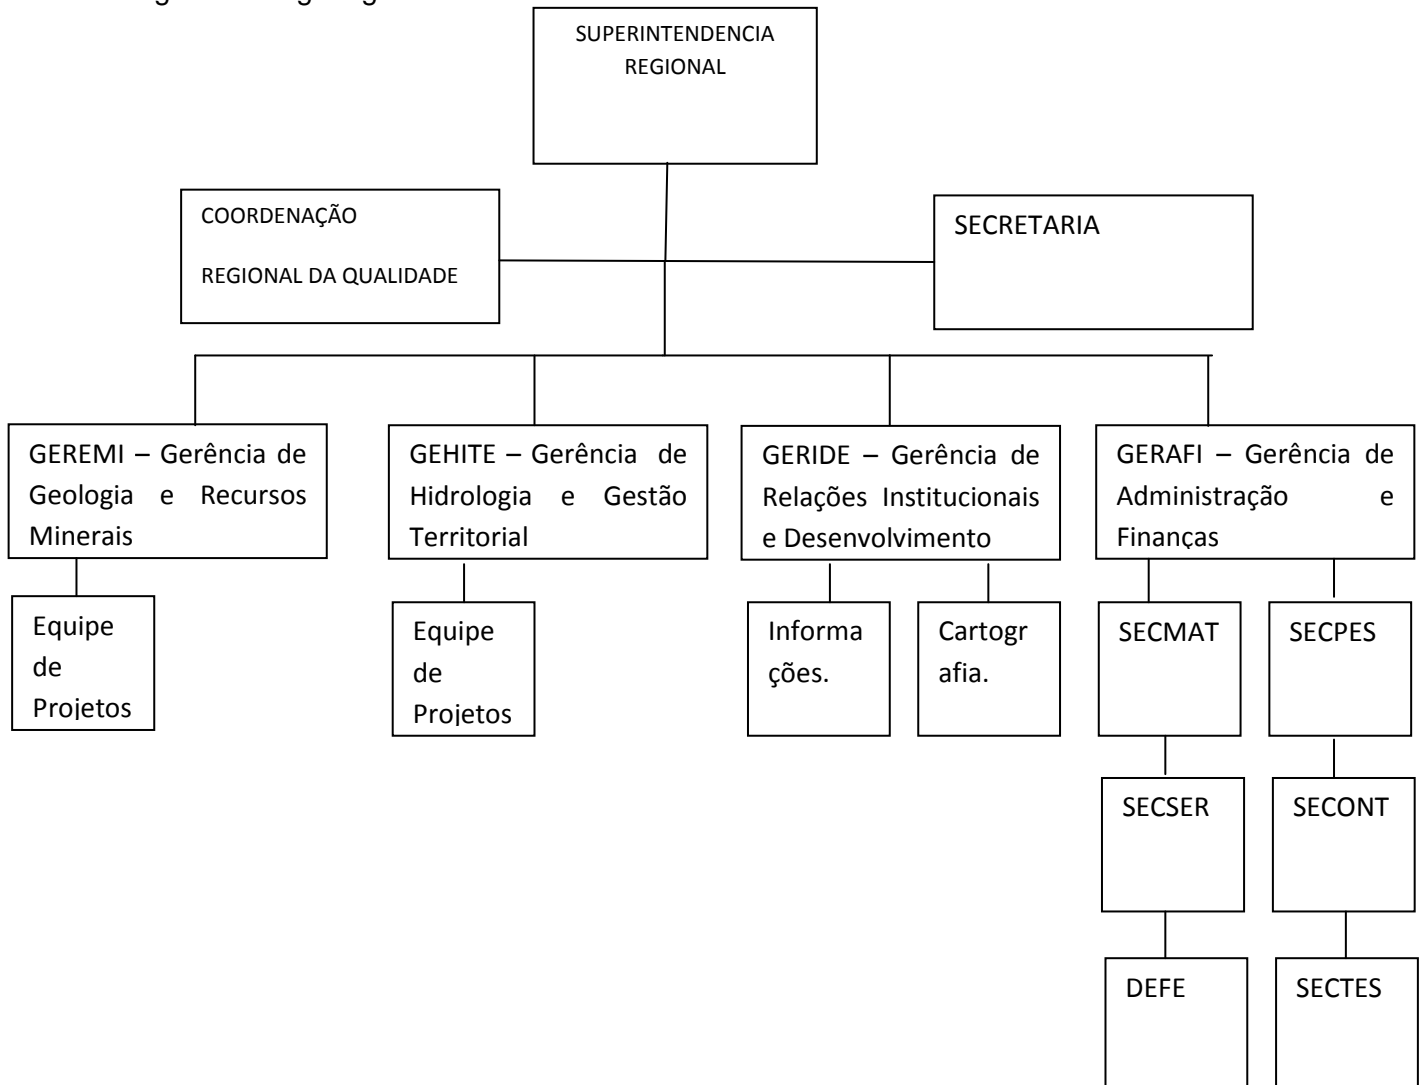 SUPERINTENDENCIA
REGIONAL
COORDENAÇÃO
REGIONAL DA QUALIDADE
SECRETARIA
GEREMI – Gerência de
Geologia e Recursos
Minerais
GEHITE – Gerência de
Hidrologia e Gestão
Territorial
GERIDE – Gerência de
Relações Institucionais
e Desenvolvimento
GERAFI – Gerência de
Administração e
Finanças
Equipe
de
Projetos
Equipe
de
Projetos
Informa
ções.
Cartogr
afia.
SECMAT
SECPES
SECSER
SECONT
DEFE
SECTES